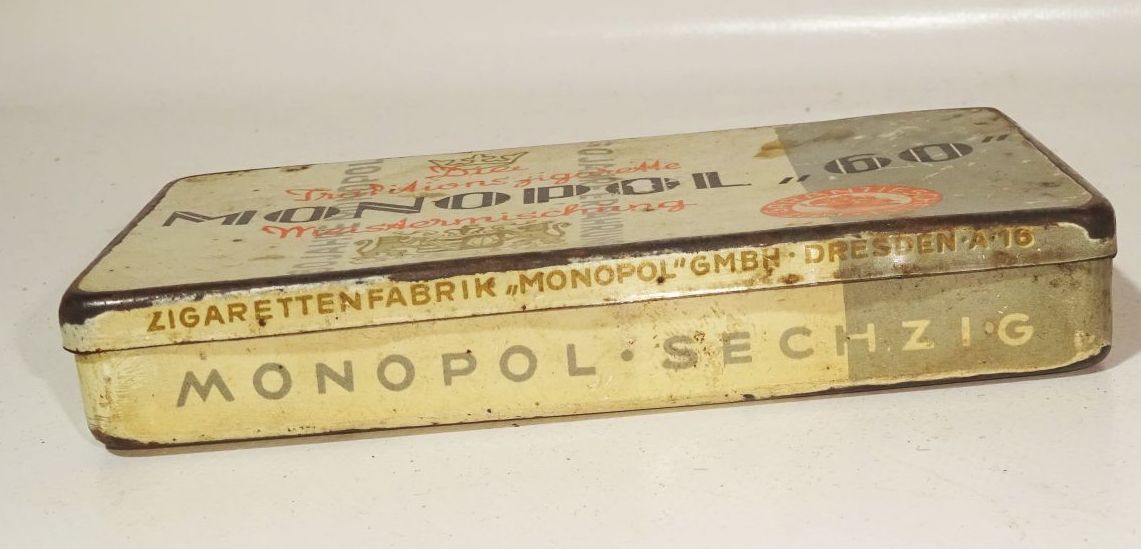 Die
Traditionszigarette
MONOPOL „60”
Meistermischung
ZIGARETTENFABRIK „MONOPOL” GMBH · DRESDEN·A·16
MONOPOL · SECHZIG